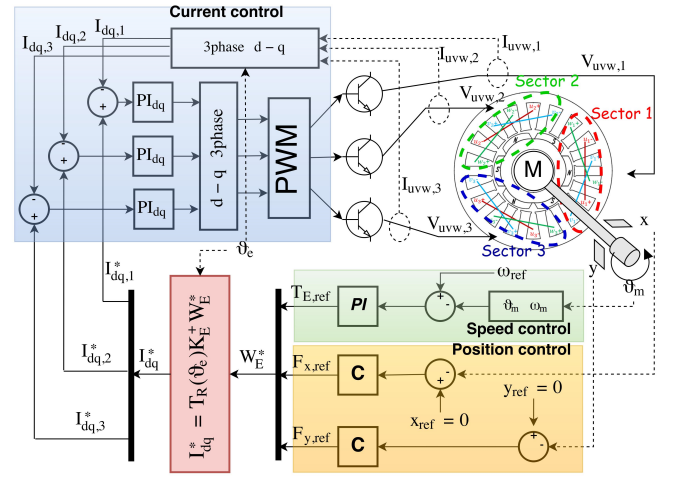 Current control
I_dq,3
I_dq,2
I_dq,1
3phase d-q
I_uvw,2
I_uvw,1
V_uvw,1
Sector 2
V_uvw,2
Sector 1
PI_dq
PI_dq
PI_dq
d-q 3phase
PWM
M
I_uvw,3
V_uvw,3
Sector 3
x
y
ϑ_m
ϑ_e
I*_dq,1
I*_dq,2
I*_dq
I*_dq,3
I*_dq = T_R(ϑ_e)K_E^+ W*_E
W*_E
T_E,ref
PI
ω_ref
+
-
ϑ_m ω_m
Speed control
Position control
F_x,ref
C
-
+
x_ref = 0
y_ref = 0
F_y,ref
C
+
-
-
+
-
+
-
+